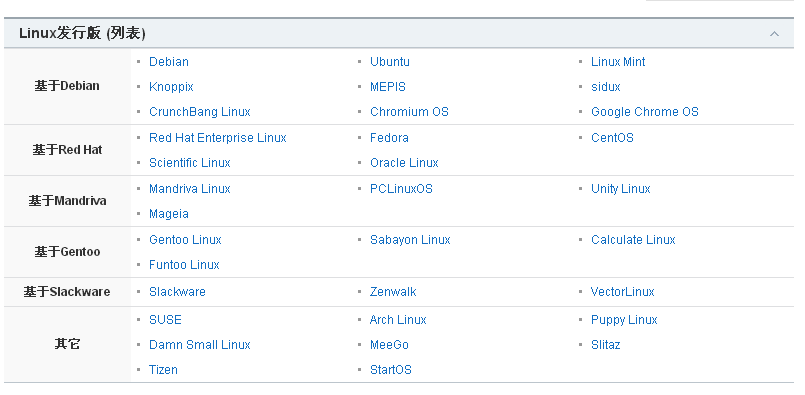 Linux发行版 (列表)
基于Debian
Debian Ubuntu Linux Mint
Knoppix MEPIS sidux
CrunchBang Linux Chromium OS Google Chrome OS
基于Red Hat
Red Hat Enterprise Linux Fedora CentOS
Scientific Linux Oracle Linux
基于Mandriva
Mandriva Linux PCLinuxOS Unity Linux
Mageia
基于Gentoo
Gentoo Linux Sabayon Linux Calculate Linux
Funtoo Linux
基于Slackware
Slackware Zenwalk VectorLinux
其它
SUSE Arch Linux Puppy Linux
Damn Small Linux MeeGo Slitaz
Tizen StartOS